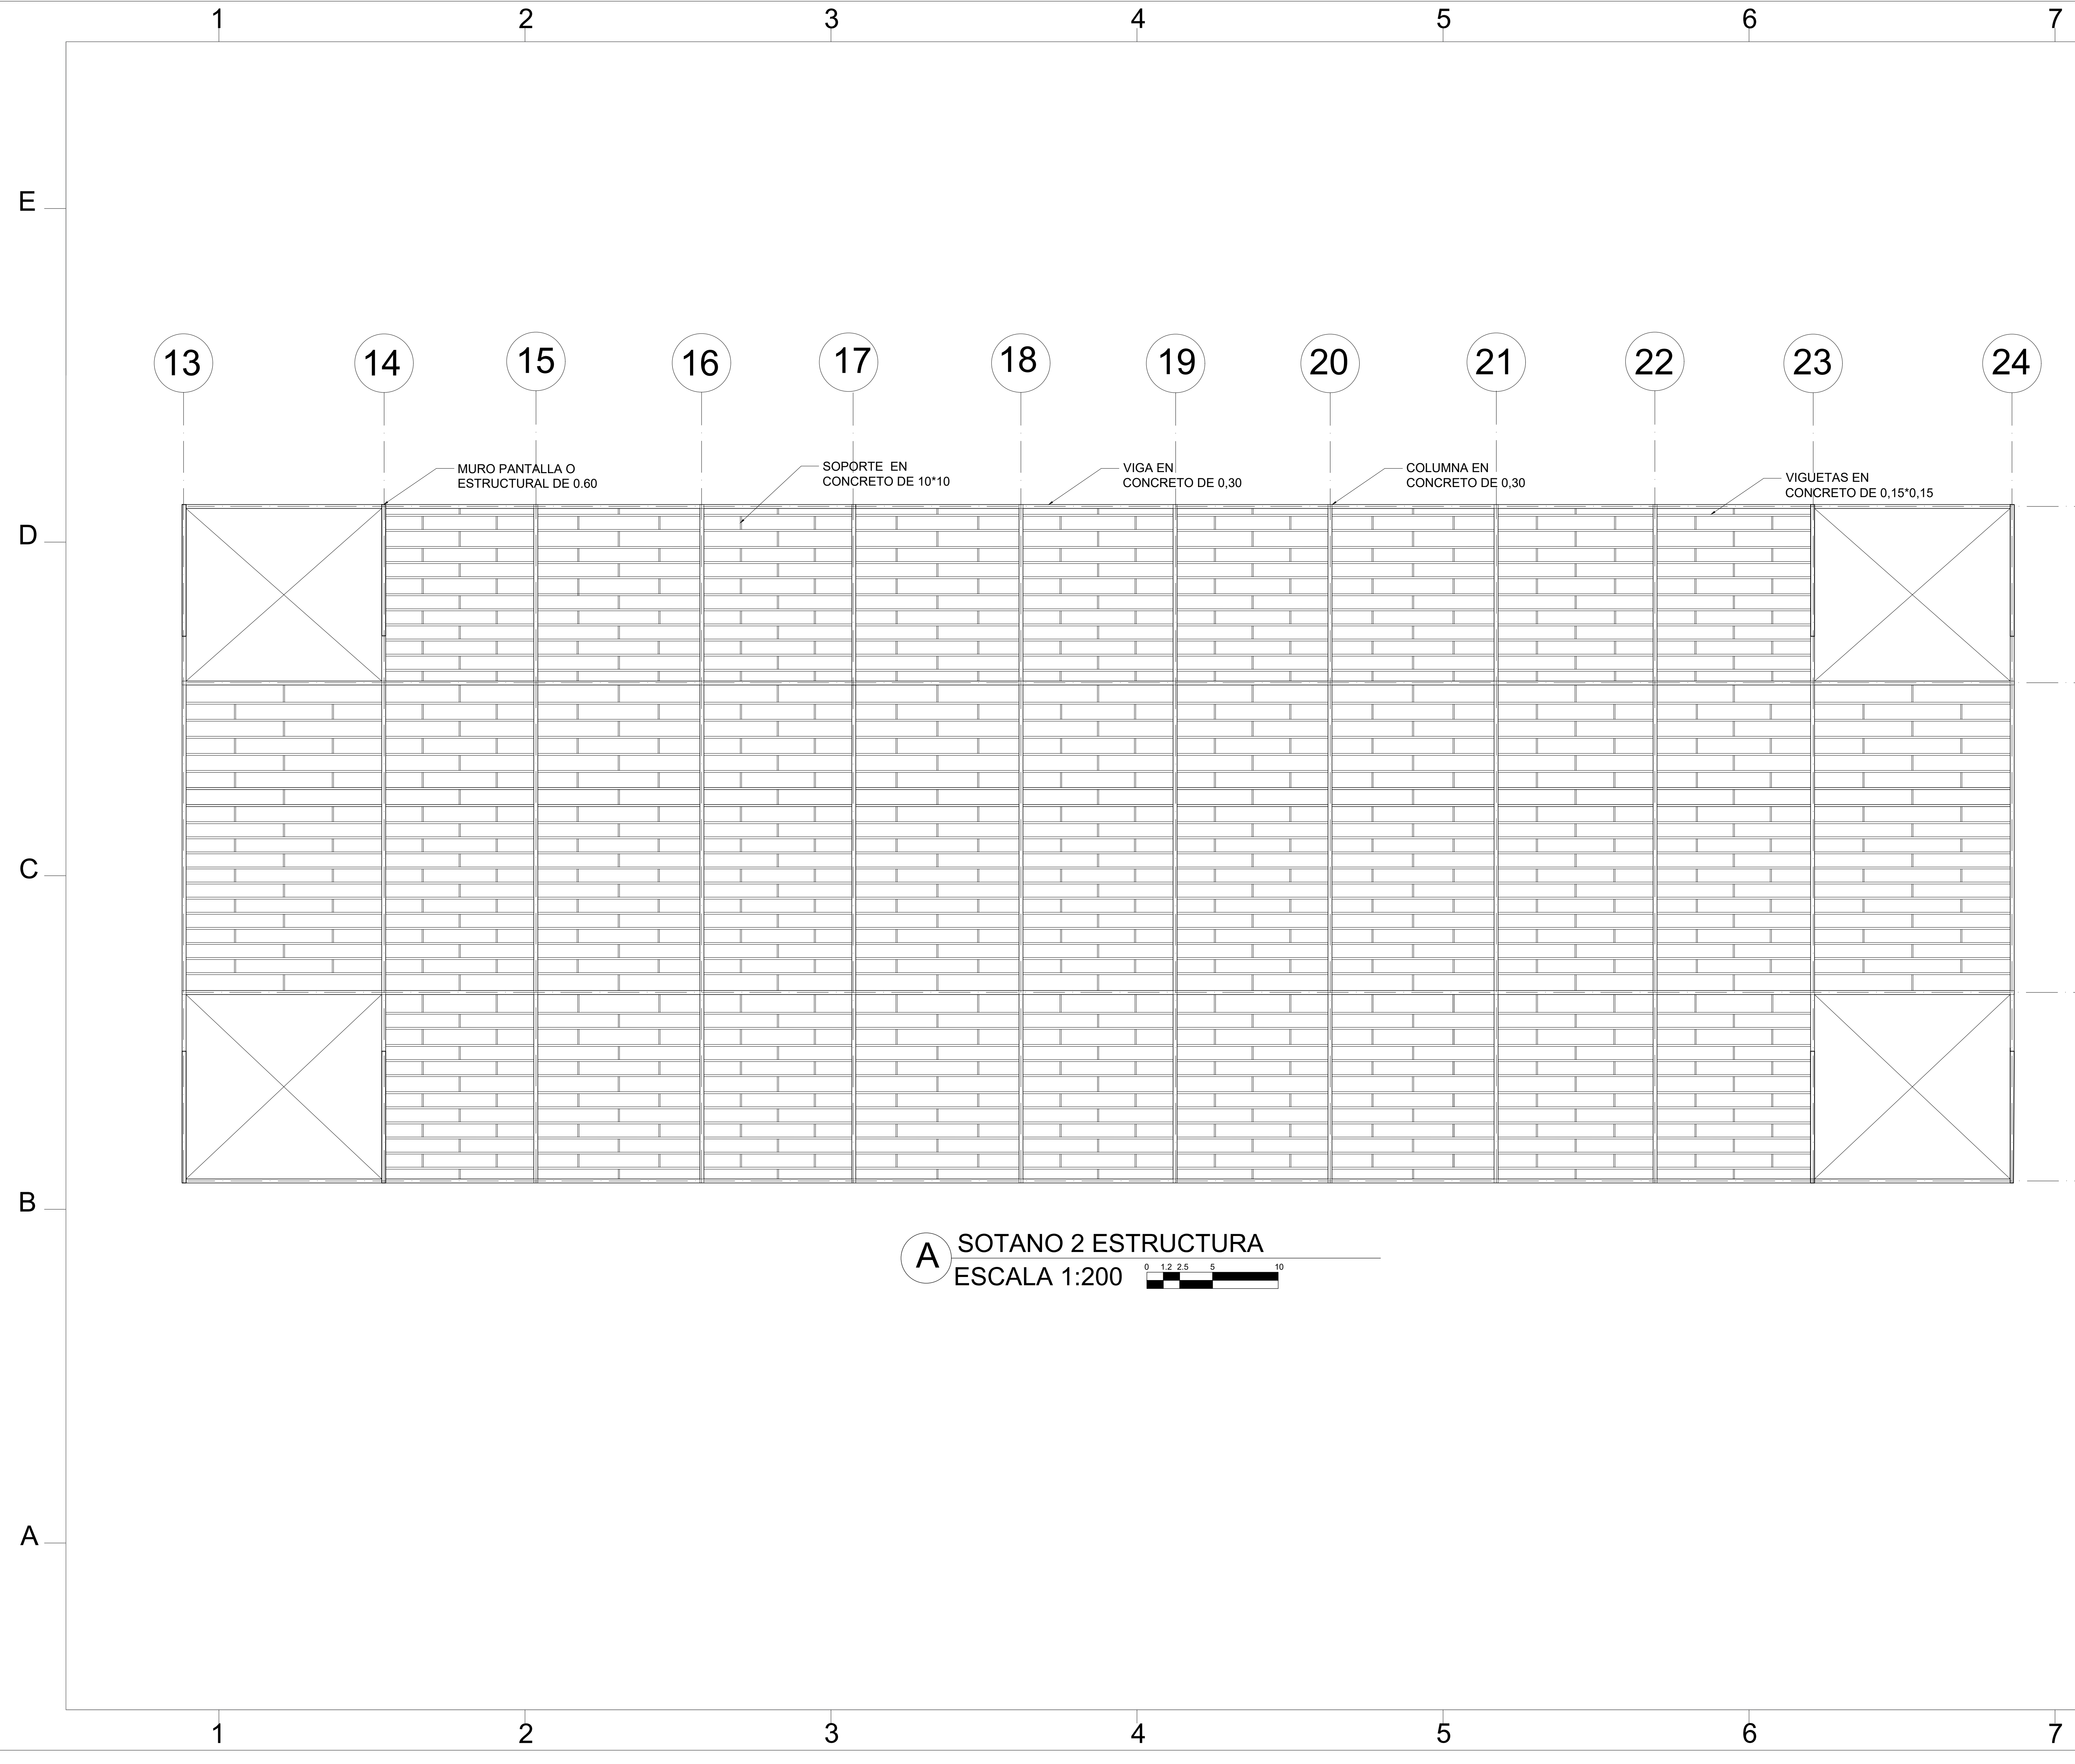 1 2 3 4 5 6 7
E
13 14 15 16 17 18 19 20 21 22 23 24
MURO PANTALLA O
ESTRUCTURAL DE 0.60
SOPORTE EN
CONCRETO DE 10*10
VIGA EN
CONCRETO DE 0,30
COLUMNA EN
CONCRETO DE 0,30
VIGUETAS EN
CONCRETO DE 0,15*0,15
D
C
B
A SOTANO 2 ESTRUCTURA
ESCALA 1:200
0 1.2 2.5 5 10
A
1 2 3 4 5 6 7